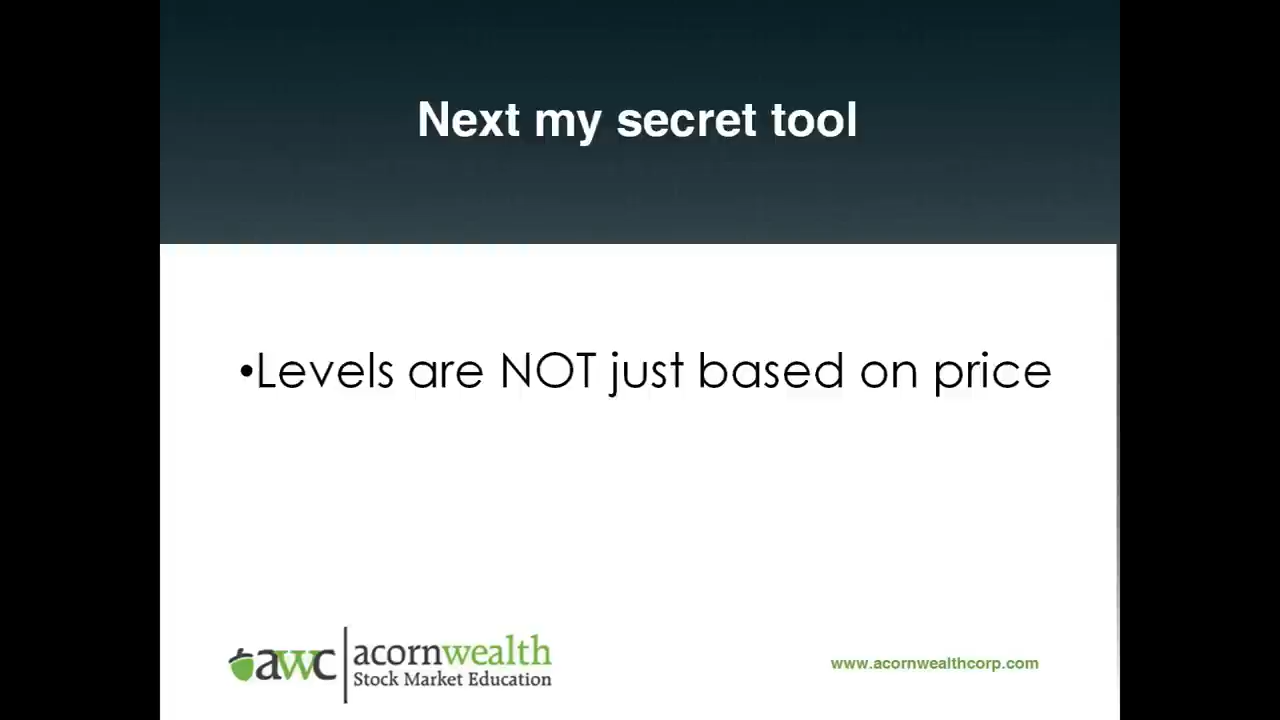 Next my secret tool
•Levels are NOT just based on price
awc acornwealth
Stock Market Education
www.acornwealthcorp.com